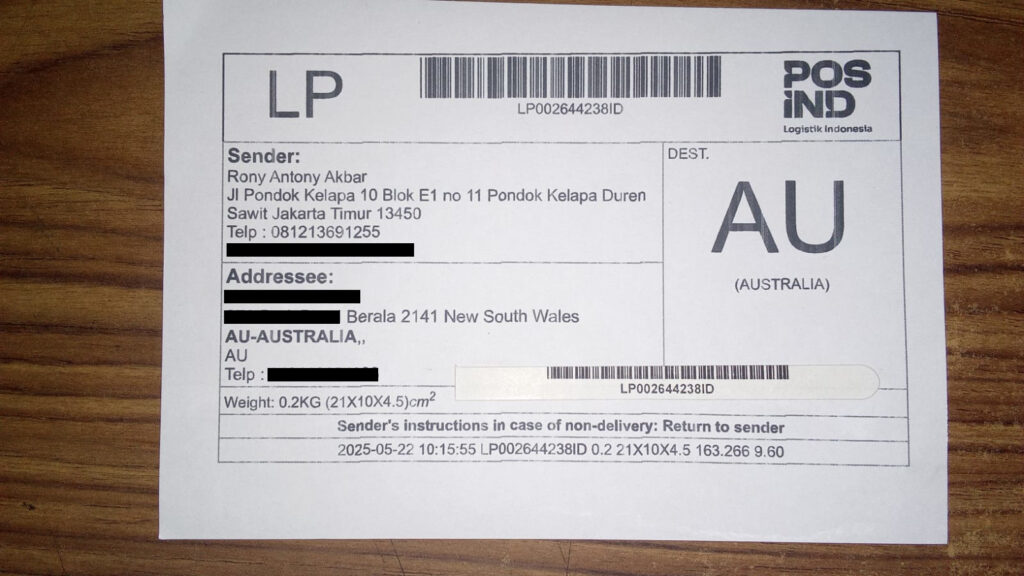 LP
LP002644238ID
POS
IND
Logistik Indonesia
Sender:
Rony Antony Akbar
Jl Pondok Kelapa 10 Blok E1 no 11 Pondok Kelapa Duren
Sawit Jakarta Timur 13450
Telp : 081213691255
DEST.
AU
(AUSTRALIA)
Addressee:
Berala 2141 New South Wales
AU-AUSTRALIA,,
AU
Telp :
LP002644238ID
Weight: 0.2KG (21X10X4.5)cm²
Sender's instructions in case of non-delivery: Return to sender
2025-05-22 10:15:55 LP002644238ID 0.2 21X10X4.5 163.266 9.60